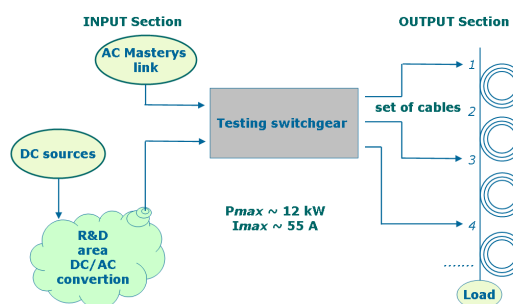 INPUT Section
OUTPUT Section
AC Masterys
link
1
set of cables
2
Testing switchgear
DC sources
3
Pmax ~ 12 kW
Imax ~ 55 A
4
R&D
area
DC/AC
convertion
.......
Load